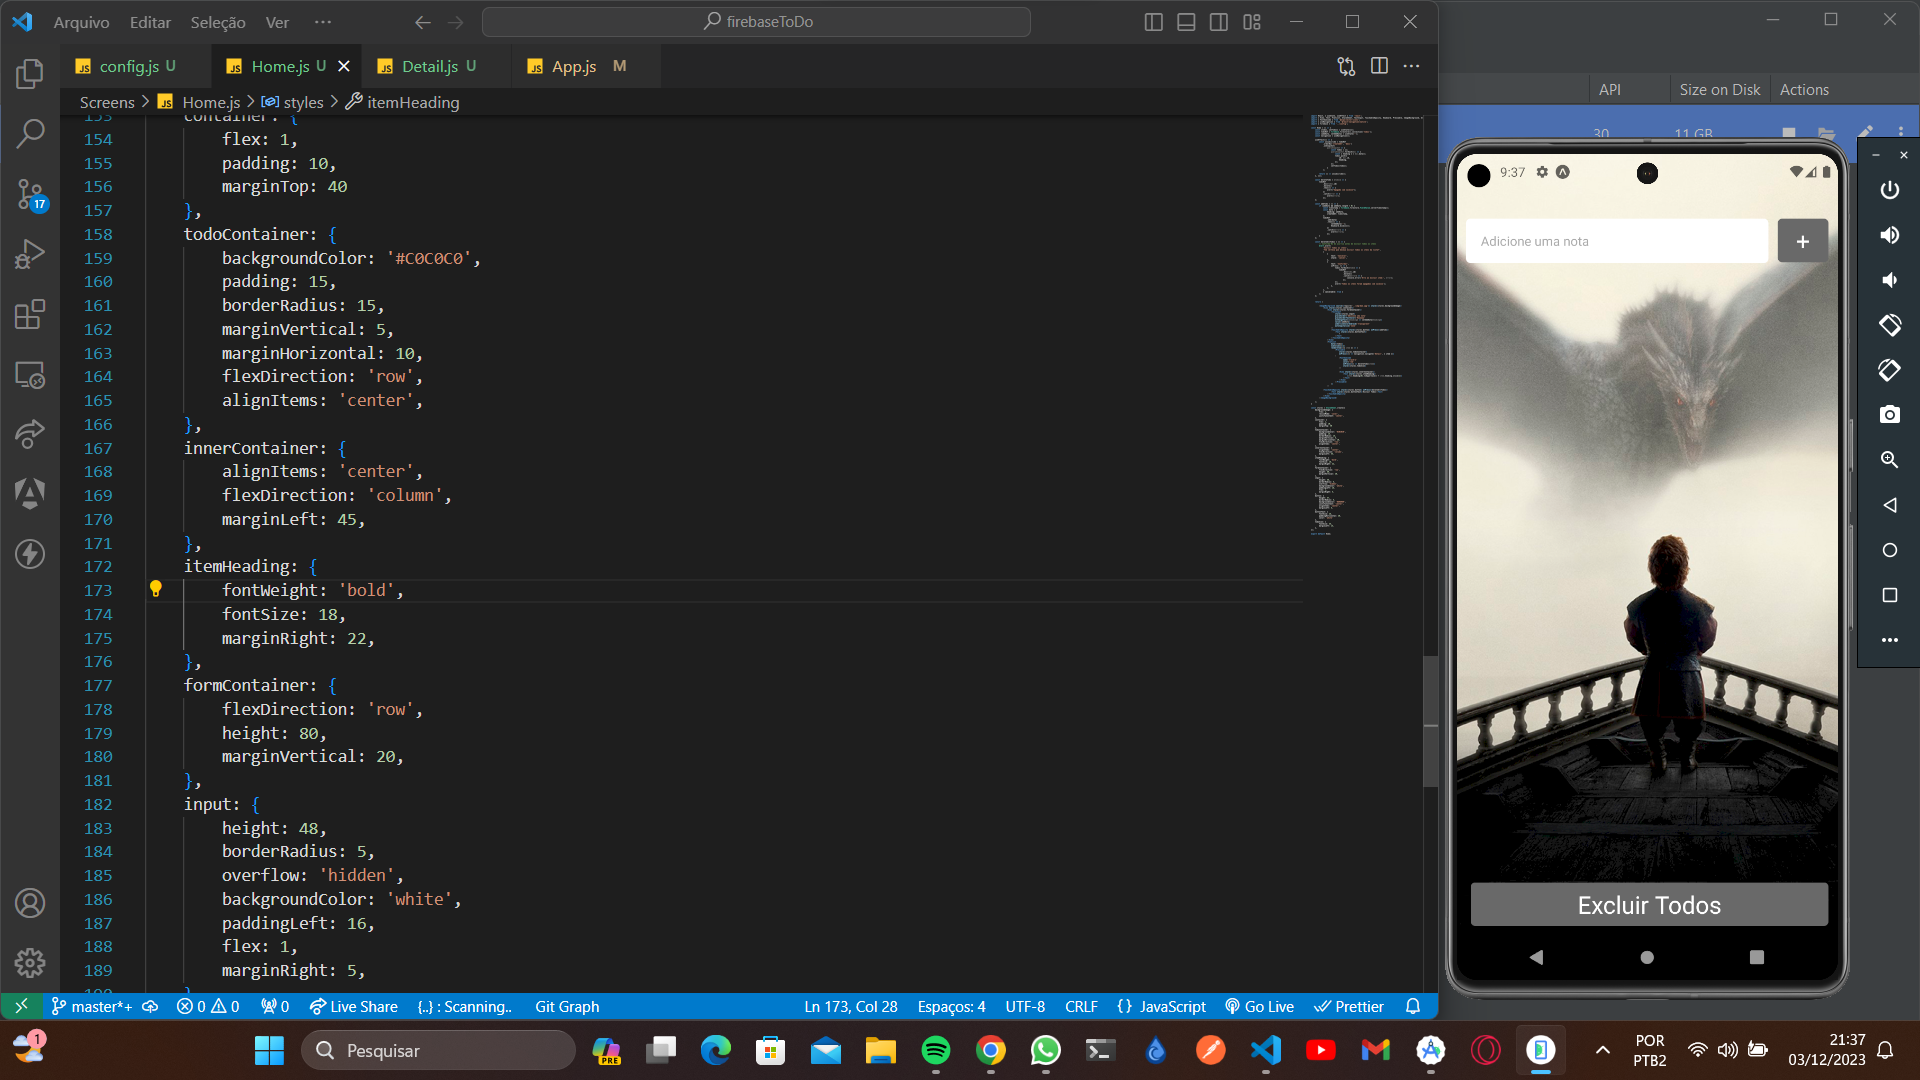 Arquivo Editar Seleção Ver ···
firebaseToDo
JS config.js U
JS Home.js U
JS Detail.js U
JS App.js M
Screens > JS Home.js > styles > itemHeading
153 container: {
154 flex: 1,
155 padding: 10,
156 marginTop: 40
157 },
158 todoContainer: {
159 backgroundColor: '#C0C0C0',
160 padding: 15,
161 borderRadius: 15,
162 marginVertical: 5,
163 marginHorizontal: 10,
164 flexDirection: 'row',
165 alignItems: 'center',
166 },
167 innerContainer: {
168 alignItems: 'center',
169 flexDirection: 'column',
170 marginLeft: 45,
171 },
172 itemHeading: {
173 fontWeight: 'bold',
174 fontSize: 18,
175 marginRight: 22,
176 },
177 formContainer: {
178 flexDirection: 'row',
179 height: 80,
180 marginVertical: 20,
181 },
182 input: {
183 height: 48,
184 borderRadius: 5,
185 overflow: 'hidden',
186 backgroundColor: 'white',
187 paddingLeft: 16,
188 flex: 1,
189 marginRight: 5,
17
master*+ 0 0 0 Live Share {..} : Scanning.. Git Graph
Ln 173, Col 28 Espaços: 4 UTF-8 CRLF {} JavaScript Go Live Prettier
API Size on Disk Actions
30 11 GB
9:37
Adicione uma nota
+
Excluir Todos
1
Pesquisar
PRE
POR
PTB2
21:37
03/12/2023